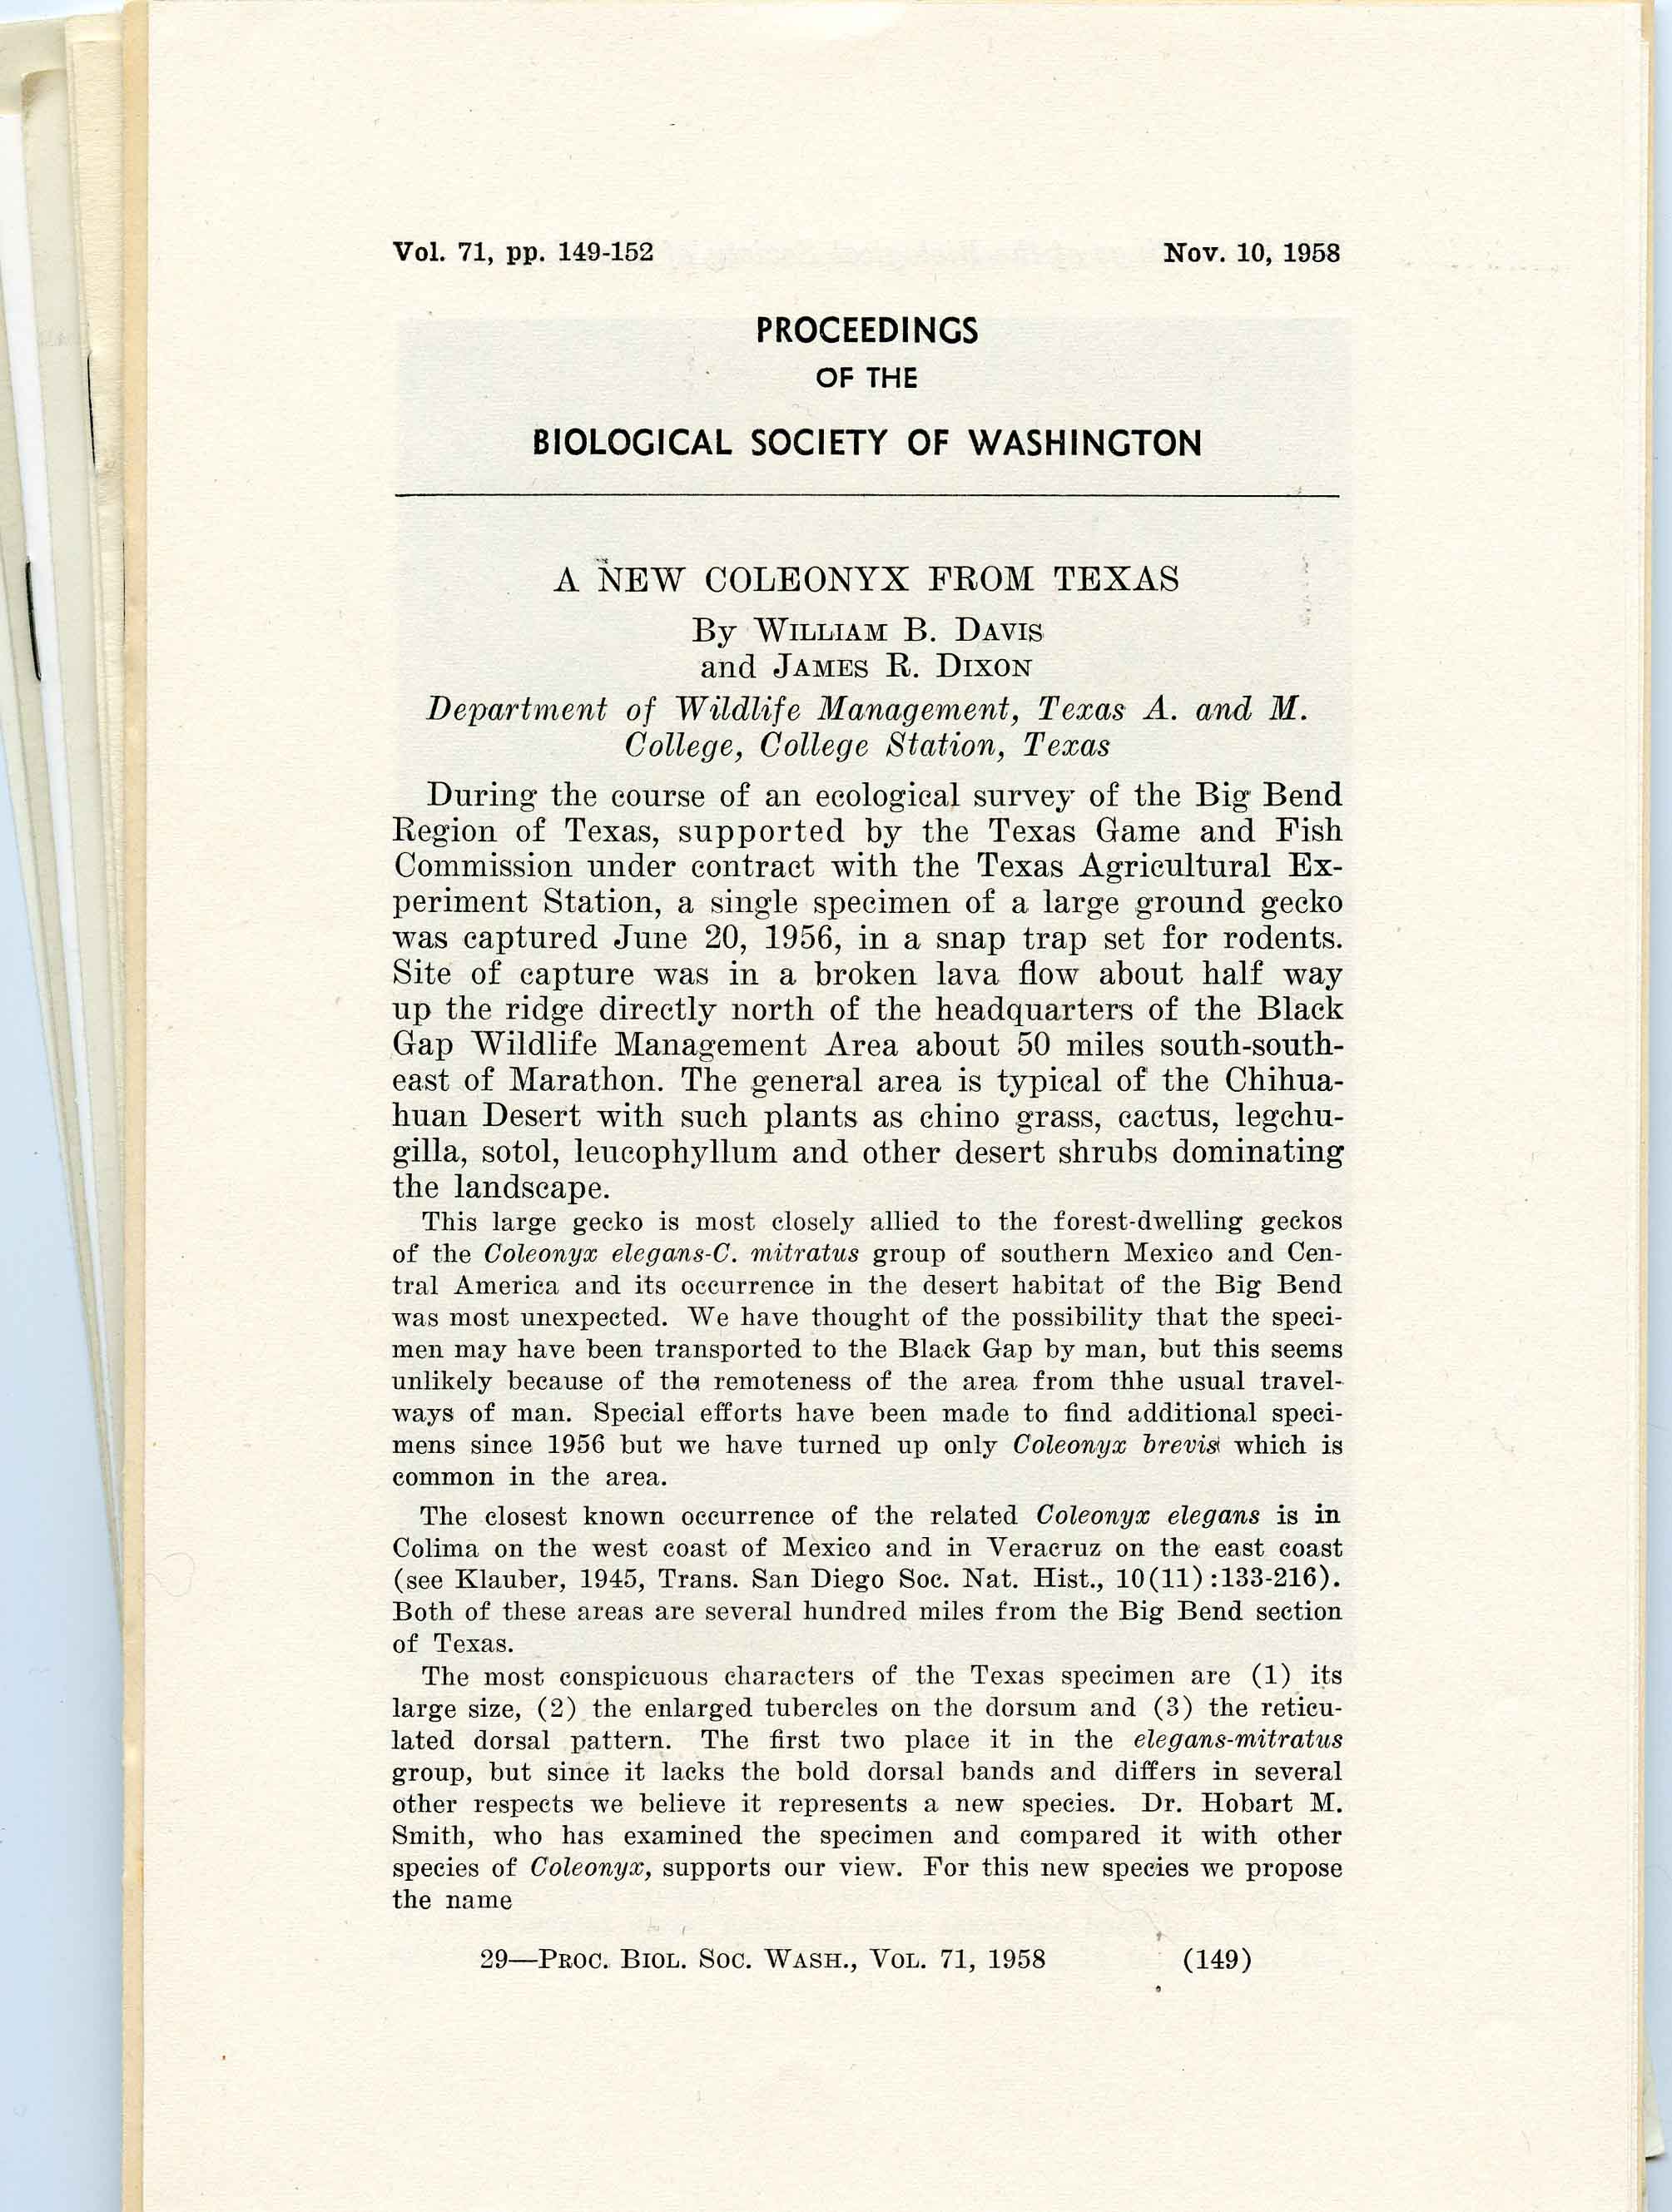 Vol. 71, pp. 149-152 Nov. 10, 1958
PROCEEDINGS
OF THE
BIOLOGICAL SOCIETY OF WASHINGTON
A NEW COLEONYX FROM TEXAS
By WILLIAM B. DAVIS
and JAMES R. DIXON
Department of Wildlife Management, Texas A. and M.
College, College Station, Texas
During the course of an ecological survey of the Big Bend
Region of Texas, supported by the Texas Game and Fish
Commission under contract with the Texas Agricultural Ex-
periment Station, a single specimen of a large ground gecko
was captured June 20, 1956, in a snap trap set for rodents.
Site of capture was in a broken lava flow about half way
up the ridge directly north of the headquarters of the Black
Gap Wildlife Management Area about 50 miles south-south-
east of Marathon. The general area is typical of the Chihua-
huan Desert with such plants as chino grass, cactus, legchu-
gilla, sotol, leucophyllum and other desert shrubs dominating
the landscape.
This large gecko is most closely allied to the forest-dwelling geckos
of the Coleonyx elegans-C. mitratus group of southern Mexico and Cen-
tral America and its occurrence in the desert habitat of the Big Bend
was most unexpected. We have thought of the possibility that the speci-
men may have been transported to the Black Gap by man, but this seems
unlikely because of the remoteness of the area from thhe usual travel-
ways of man. Special efforts have been made to find additional speci-
mens since 1956 but we have turned up only Coleonyx brevis which is
common in the area.
The closest known occurrence of the related Coleonyx elegans is in
Colima on the west coast of Mexico and in Veracruz on the east coast
(see Klauber, 1945, Trans. San Diego Soc. Nat. Hist., 10(11):133-216).
Both of these areas are several hundred miles from the Big Bend section
of Texas.
The most conspicuous characters of the Texas specimen are (1) its
large size, (2) the enlarged tubercles on the dorsum and (3) the reticu-
lated dorsal pattern. The first two place it in the elegans-mitratus
group, but since it lacks the bold dorsal bands and differs in several
other respects we believe it represents a new species. Dr. Hobart M.
Smith, who has examined the specimen and compared it with other
species of Coleonyx, supports our view. For this new species we propose
the name
29—PROC. BIOL. SOC. WASH., VOL. 71, 1958 (149)